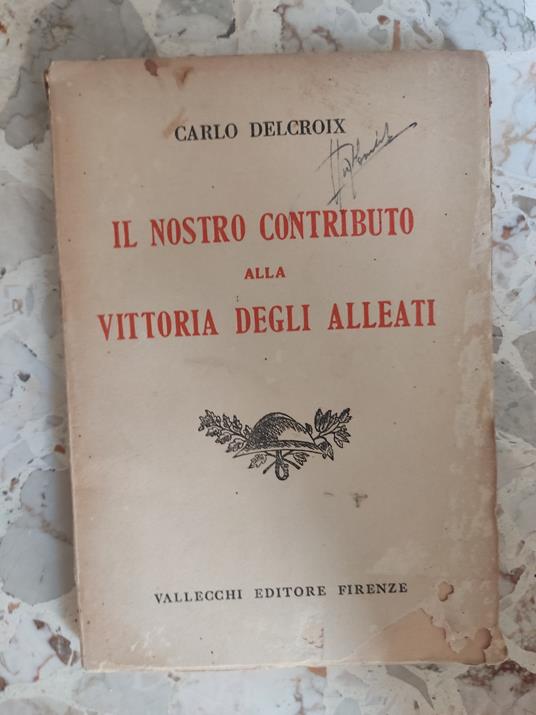 CARLO DELCROIX
IL NOSTRO CONTRIBUTO
ALLA
VITTORIA DEGLI ALLEATI
VALLECCHI EDITORE FIRENZE